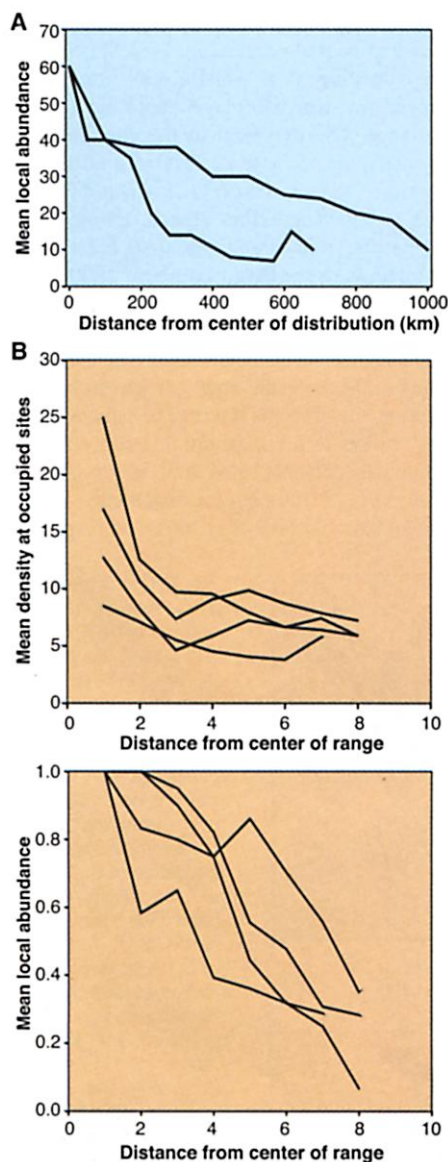 A
Mean local abundance
70
60
50
40
30
20
10
0
0 200 400 600 800 1000
Distance from center of distribution (km)
B
Mean density at occupied sites
30
25
20
15
10
5
0
0 2 4 6 8 10
Distance from center of range
Mean local abundance
1.0
0.8
0.6
0.4
0.2
0.0
0 2 4 6 8 10
Distance from center of range